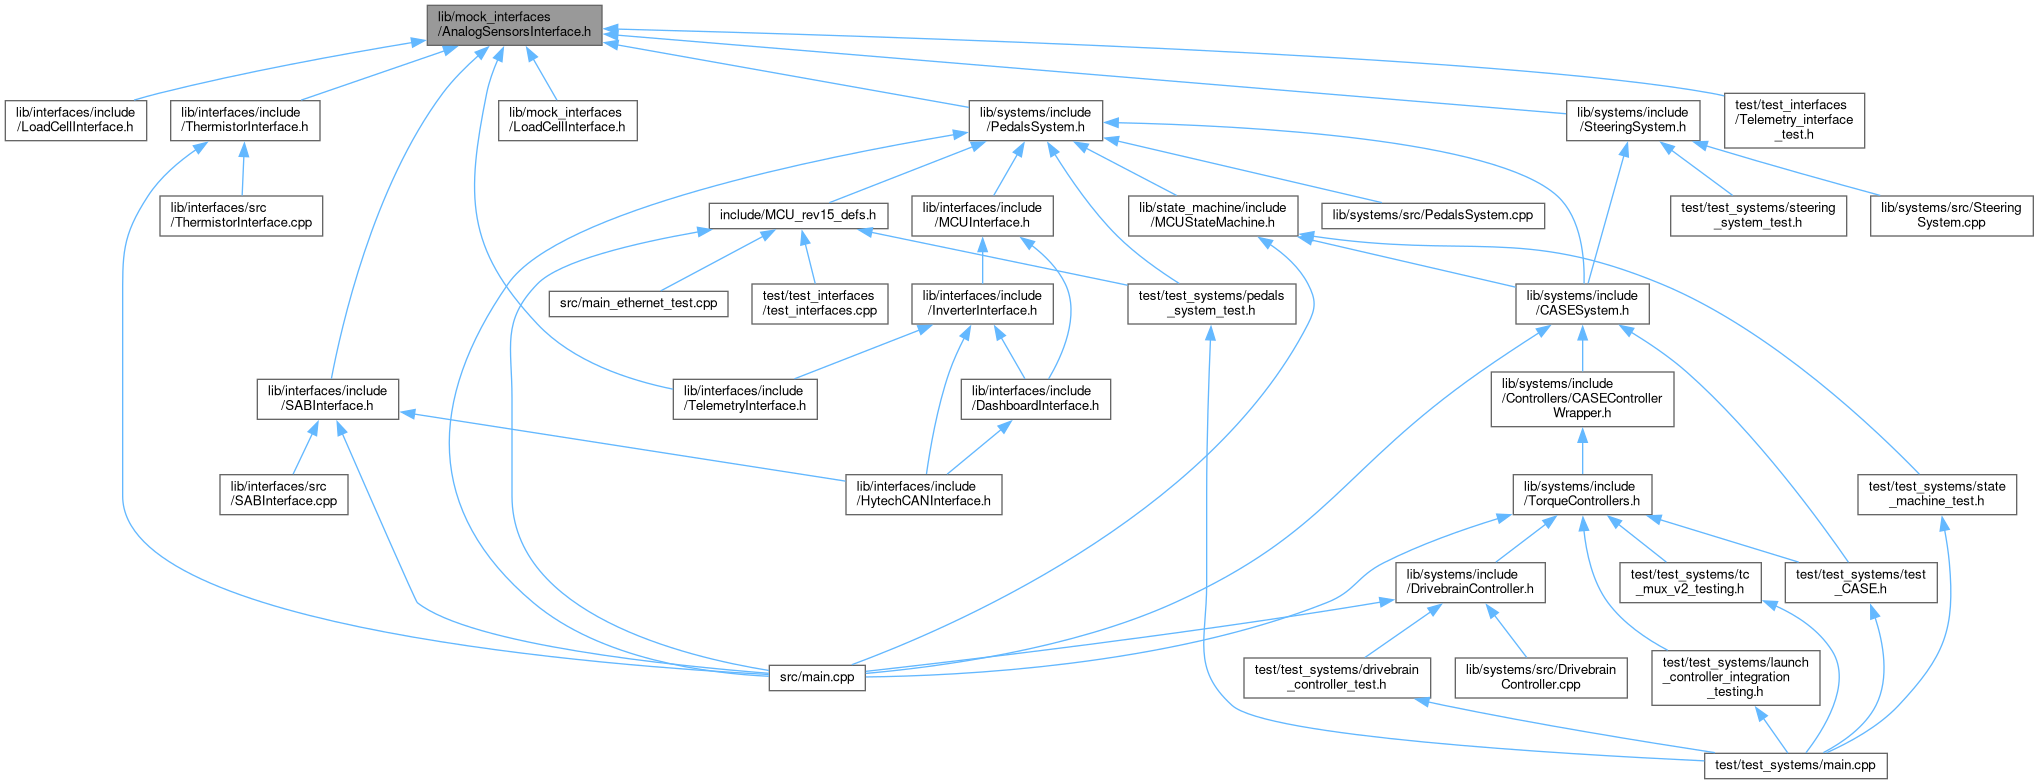 lib/mock_interfaces
/AnalogSensorsInterface.h
lib/interfaces/include
/LoadCellInterface.h
lib/interfaces/include
/ThermistorInterface.h
lib/mock_interfaces
/LoadCellInterface.h
lib/systems/include
/PedalsSystem.h
lib/systems/include
/SteeringSystem.h
test/test_interfaces
/Telemetry_interface
_test.h
lib/interfaces/src
/ThermistorInterface.cpp
include/MCU_rev15_defs.h
lib/interfaces/include
/MCUInterface.h
lib/state_machine/include
/MCUStateMachine.h
lib/systems/src/PedalsSystem.cpp
test/test_systems/steering
_system_test.h
lib/systems/src/Steering
System.cpp
src/main_ethernet_test.cpp
test/test_interfaces
/test_interfaces.cpp
lib/interfaces/include
/InverterInterface.h
test/test_systems/pedals
_system_test.h
lib/systems/include
/CASESystem.h
lib/interfaces/include
/SABInterface.h
lib/interfaces/include
/TelemetryInterface.h
lib/interfaces/include
/DashboardInterface.h
lib/systems/include
/Controllers/CASEController
Wrapper.h
lib/interfaces/src
/SABInterface.cpp
lib/interfaces/include
/HytechCANInterface.h
lib/systems/include
/TorqueControllers.h
test/test_systems/state
_machine_test.h
lib/systems/include
/DrivebrainController.h
test/test_systems/tc
_mux_v2_testing.h
test/test_systems/test
_CASE.h
src/main.cpp
test/test_systems/drivebrain
_controller_test.h
lib/systems/src/Drivebrain
Controller.cpp
test/test_systems/launch
_controller_integration
_testing.h
test/test_systems/main.cpp